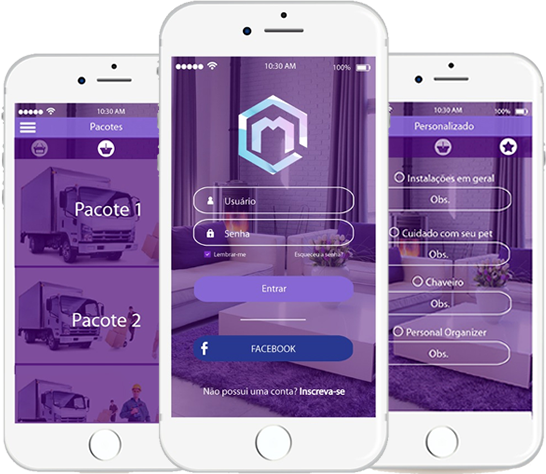 10:30 AM
Pacotes
Pacote 1
Pacote 2
10:30 AM 100%
M
Usuário
Senha
Lembrar-me Esqueceu a senha?
Entrar
f FACEBOOK
Não possui uma conta? Inscreva-se
10:30 AM 100%
Personalizado
Instalações em geral
Obs.
Cuidado com seu pet
Obs.
Chaveiro
Obs.
Personal Organizer
Obs.